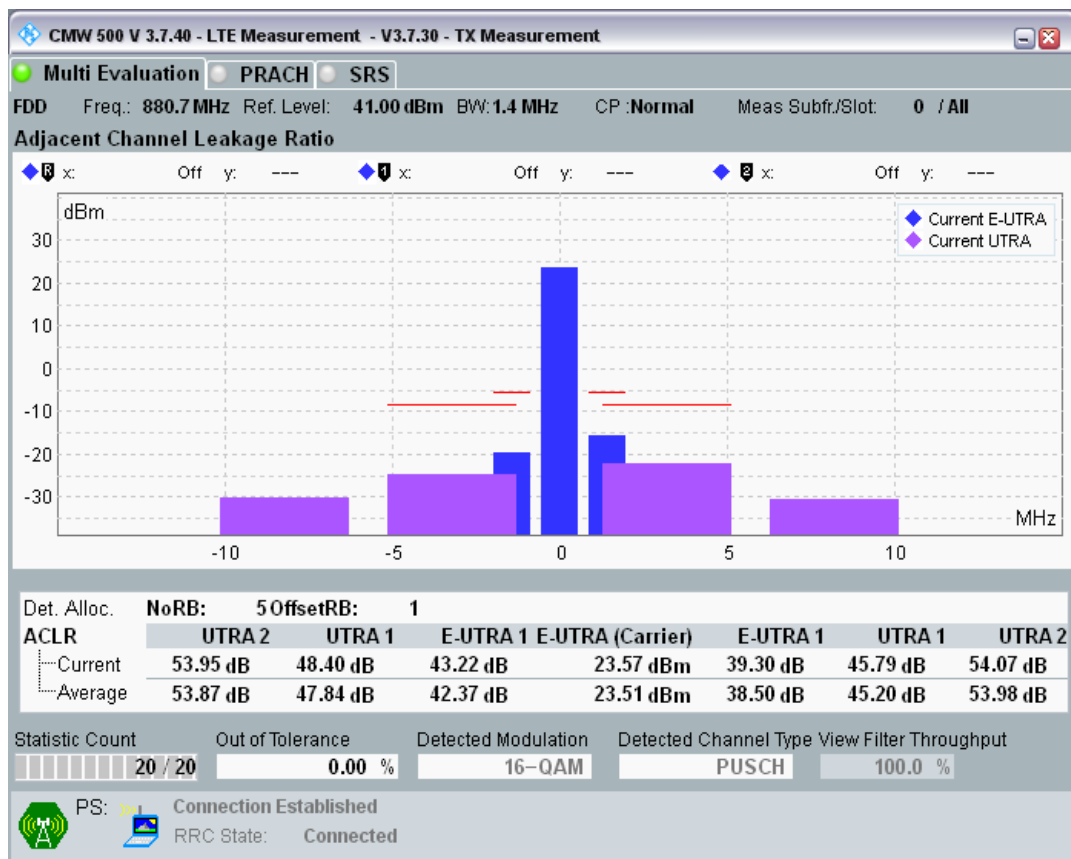 CMW 500 V 3.7.40 - LTE Measurement - V3.7.30 - TX Measurement
Multi Evaluation PRACH SRS
FDD Freq.: 880.7 MHz Ref. Level: 41.00 dBm BW: 1.4 MHz CP :Normal Meas Subfr./Slot: 0 / All
Adjacent Channel Leakage Ratio
R x: Off y: --- 1 x: Off y: --- 2 x: Off y: ---
dBm
Current E-UTRA
Current UTRA
30
20
10
0
-10
-20
-30
MHz
-10 -5 0 5 10
Det. Alloc. NoRB: 5 OffsetRB: 1
ACLR UTRA 2 UTRA 1 E-UTRA 1 E-UTRA (Carrier) E-UTRA 1 UTRA 1 UTRA 2
Current 53.95 dB 48.40 dB 43.22 dB 23.57 dBm 39.30 dB 45.79 dB 54.07 dB
Average 53.87 dB 47.84 dB 42.37 dB 23.51 dBm 38.50 dB 45.20 dB 53.98 dB
Statistic Count Out of Tolerance Detected Modulation Detected Channel Type View Filter Throughput
20 / 20 0.00 % 16-QAM PUSCH 100.0 %
PS: Connection Established
RRC State: Connected